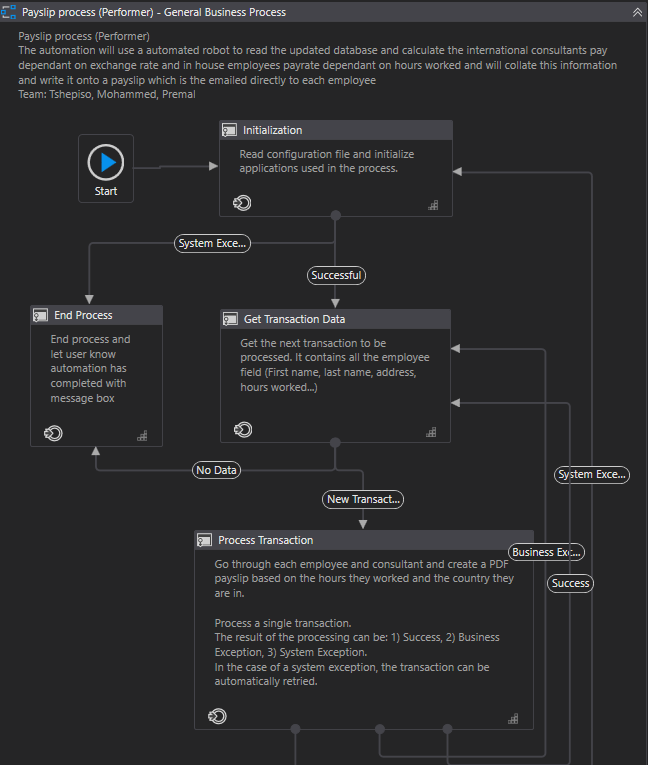 Payslip process (Performer) - General Business Process
Payslip process (Performer)
The automation will use a automated robot to read the updated database and calculate the international consultants pay
dependant on exchange rate and in house employees payrate dependant on hours worked and will collate this information
and write it onto a payslip which is the emailed directly to each employee
Team: Tshepiso, Mohammed, Premal
Start
Initialization
Read configuration file and initialize
applications used in the process.
System Exce...
Successful
End Process
End process and
let user know
automation has
completed with
message box
Get Transaction Data
Get the next transaction to be
processed. It contains all the employee
field (First name, last name, address,
hours worked...)
No Data
New Transact...
System Exce...
Business Exc...
Success
Process Transaction
Go through each employee and consultant and create a PDF
payslip based on the hours they worked and the country they
are in.
Process a single transaction.
The result of the processing can be: 1) Success, 2) Business
Exception, 3) System Exception.
In the case of a system exception, the transaction can be
automatically retried.